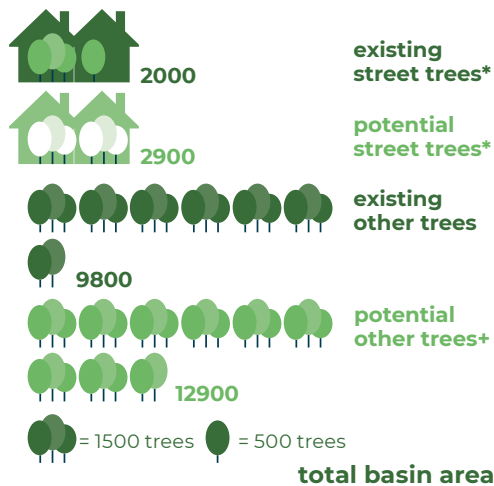 existing
2000 street trees*
potential
2900 street trees*
existing
other trees
9800
potential
other trees+
12900
= 1500 trees = 500 trees
total basin area